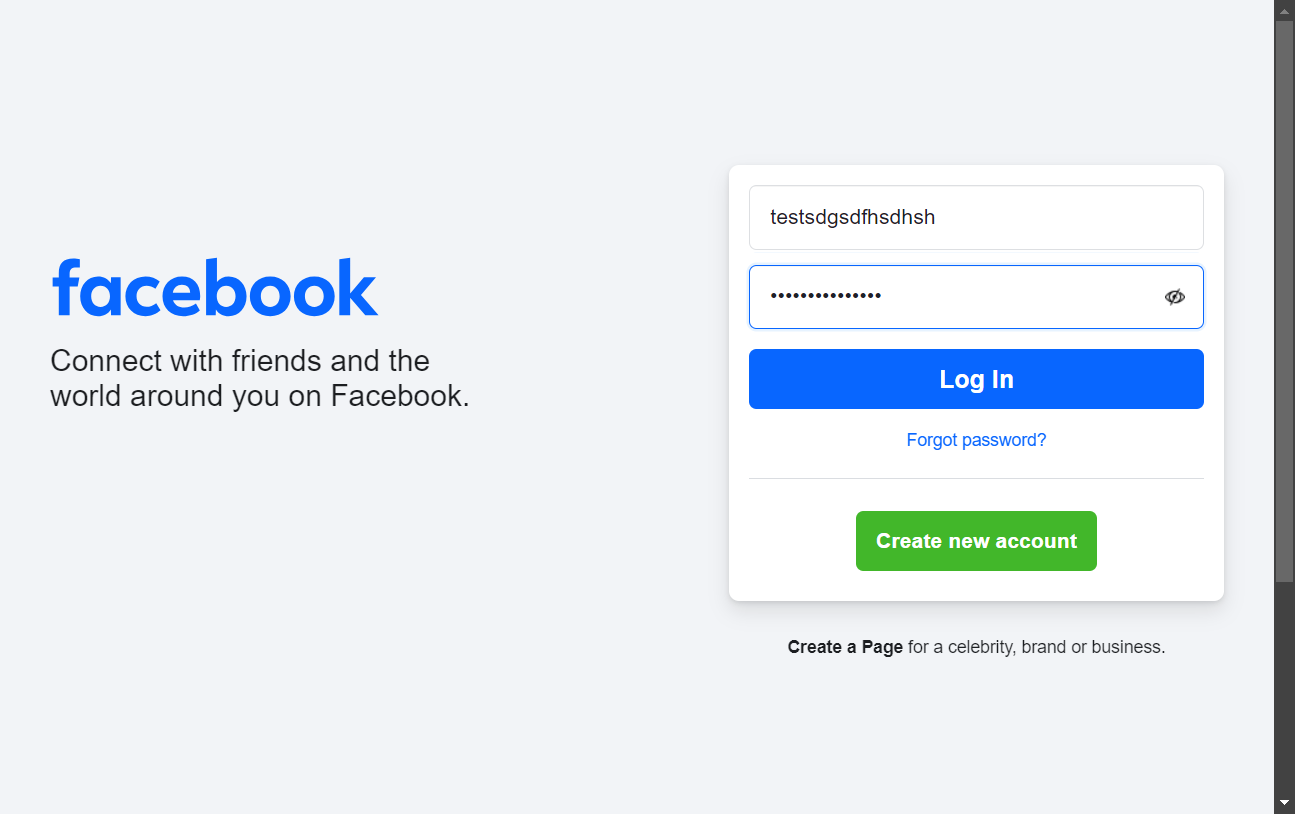 facebook
Connect with friends and the
world around you on Facebook.
testsdgsdfhsdhsh
•••••••••••••••
Log In
Forgot password?
Create new account
Create a Page for a celebrity, brand or business.